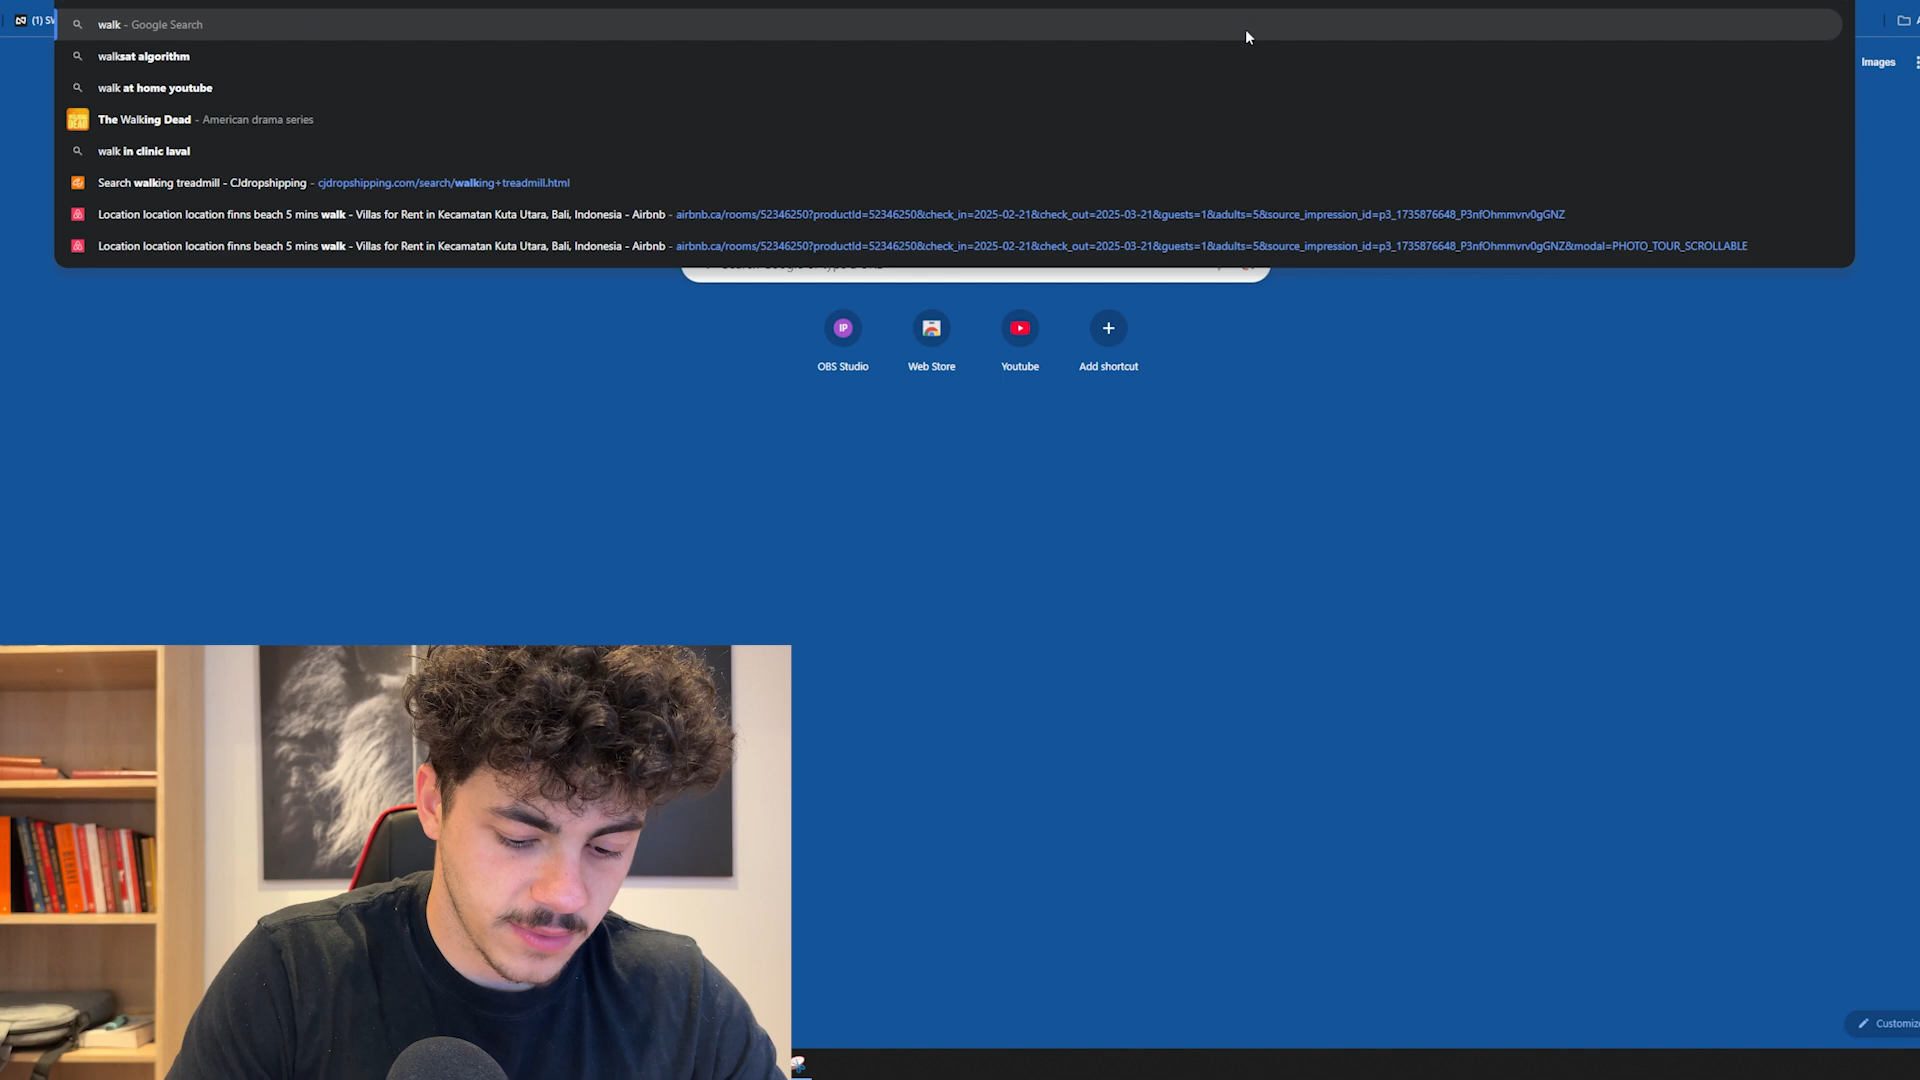 (1) SV
walk - Google Search
walksat algorithm
walk at home youtube
The Walking Dead - American drama series
walk in clinic laval
Search walking treadmill - CJdropshipping - cjdropshipping.com/search/walking+treadmill.html
Location location location finns beach 5 mins walk - Villas for Rent in Kecamatan Kuta Utara, Bali, Indonesia - Airbnb - airbnb.ca/rooms/52346250?productId=52346250&check_in=2025-02-21&check_out=2025-03-21&guests=1&adults=5&source_impression_id=p3_1735876648_P3nfOhmmvrv0gGNZ
Location location location finns beach 5 mins walk - Villas for Rent in Kecamatan Kuta Utara, Bali, Indonesia - Airbnb - airbnb.ca/rooms/52346250?productId=52346250&check_in=2025-02-21&check_out=2025-03-21&guests=1&adults=5&source_impression_id=p3_1735876648_P3nfOhmmvrv0gGNZ&modal=PHOTO_TOUR_SCROLLABLE
Images
IP
OBS Studio
Web Store
Youtube
Add shortcut
Customize